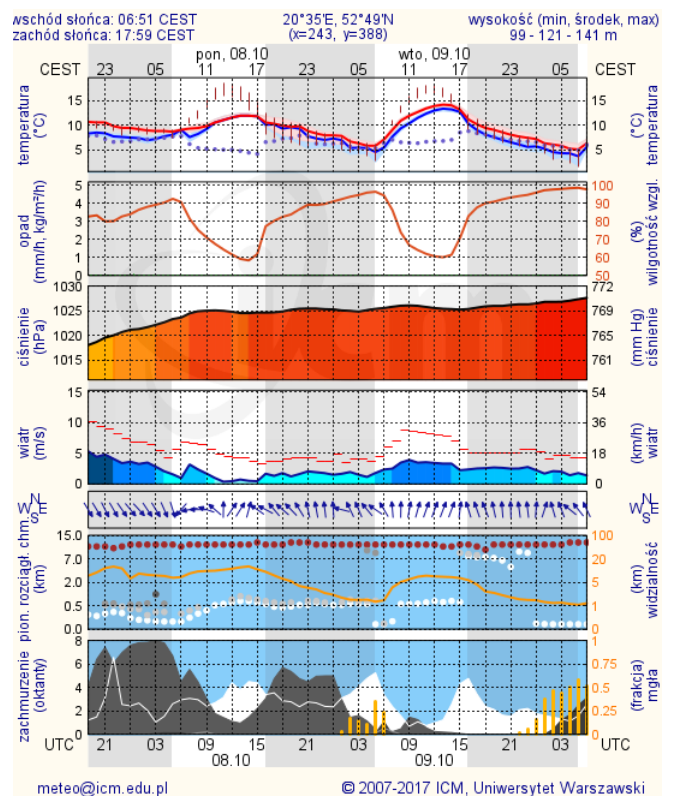 wschód słońca: 06:51 CEST 20°35'E, 52°49'N wysokość (min, środek, max)
zachód słońca: 17:59 CEST (x=243, y=388) 99 - 121 - 141 m
pon, 08.10 wto, 09.10
CEST 23 05 11 17 23 05 11 17 23 05 CEST
temperatura (°C)
15
10
5
15
10
5
(°C) temperatura
opad (mm/h, kg/m²/h)
5
4
3
2
1
0
100
90
80
70
60
50
(%) wilgotność wzgl.
ciśnienie (hPa)
1030
1025
1020
1015
772
769
765
761
(mm Hg) ciśnienie
wiatr (m/s)
15
10
5
0
54
36
18
0
(km/h) wiatr
N
W E
S
N
W E
S
pion. rozciągł. chm. (km)
15.0
7.0
2.0
0.5
0.0
100
20
5
1
0
(km) widzialność
zachmurzenie (oktanty)
8
6
4
2
0
1
0.75
0.5
0.25
0
(frakcja) mgła
UTC 21 03 09 15 21 03 09 15 21 03 UTC
08.10 09.10
meteo@icm.edu.pl © 2007-2017 ICM, Uniwersytet Warszawski